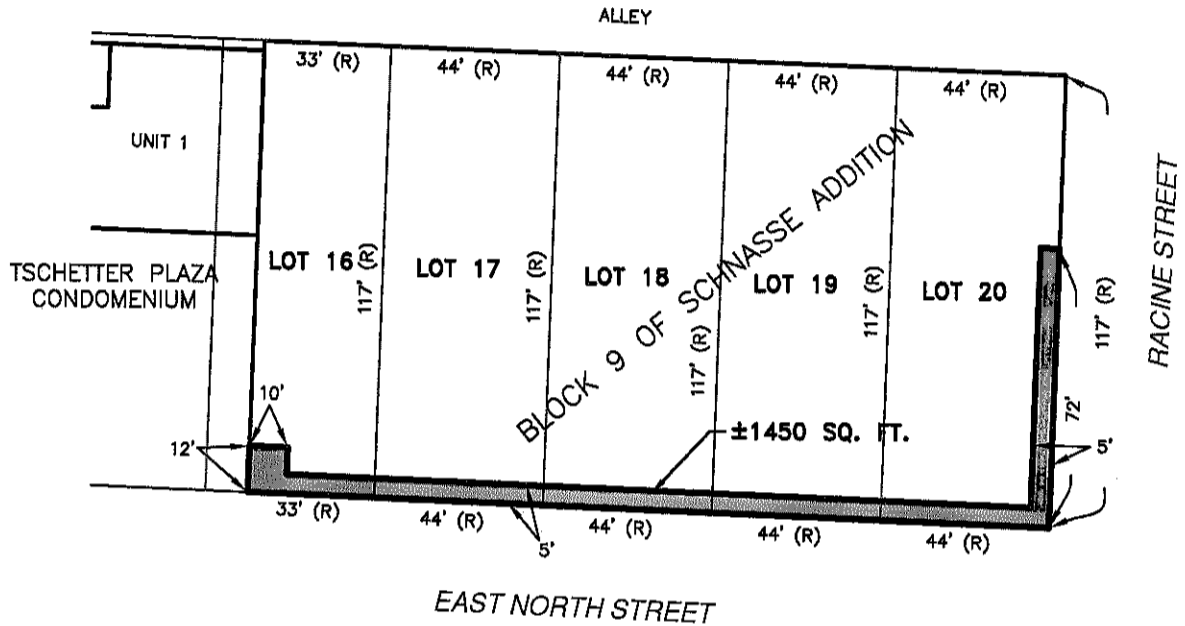 ALLEY
33' (R)
44' (R)
44' (R)
44' (R)
44' (R)
UNIT 1
TSCHETTER PLAZA
CONDOMENIUM
LOT 16
117' (R)
LOT 17
117' (R)
LOT 18
117' (R)
LOT 19
117' (R)
LOT 20
117' (R)
RACINE STREET
BLOCK 9 OF SCHNASSE ADDITION
10'
12'
±1450 SQ. FT.
72'
5'
33' (R)
44' (R)
44' (R)
44' (R)
44' (R)
5'
EAST NORTH STREET